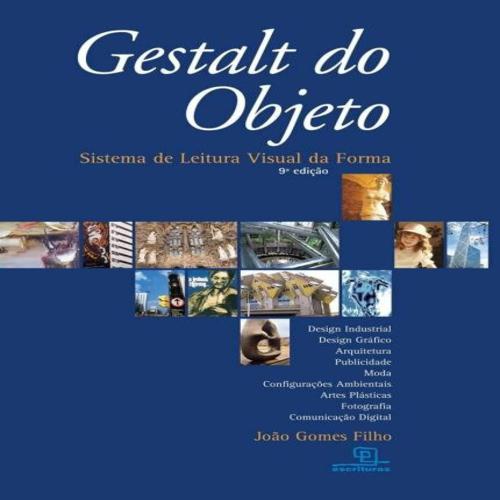 Gestalt do
Objeto
Sistema de Leitura Visual da Forma
9ª edição
Design Industrial
Design Gráfico
Arquitetura
Publicidade
Moda
Configurações Ambientais
Artes Plásticas
Fotografia
Comunicação Digital
João Gomes Filho
escrituras